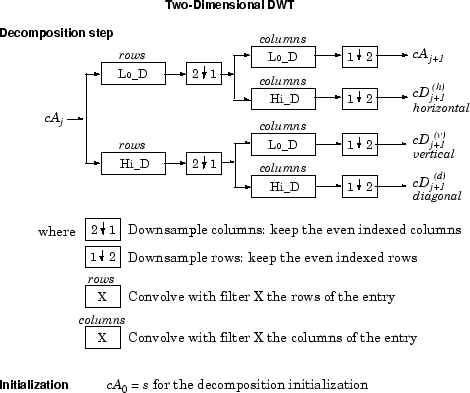 Two-Dimensional DWT
Decomposition step
columns
rows
Lo_D
2↓1
Lo_D
1↓2
cA_{j+1}
columns
Hi_D
1↓2
cD_{j+1}^{(h)}
horizontal
cA_j
columns
rows
Hi_D
2↓1
Lo_D
1↓2
cD_{j+1}^{(v)}
vertical
columns
Hi_D
1↓2
cD_{j+1}^{(d)}
diagonal
where 2↓1 Downsample columns: keep the even indexed columns
1↓2 Downsample rows: keep the even indexed rows
rows
X Convolve with filter X the rows of the entry
columns
X Convolve with filter X the columns of the entry
Initialization cA_0 = s for the decomposition initialization